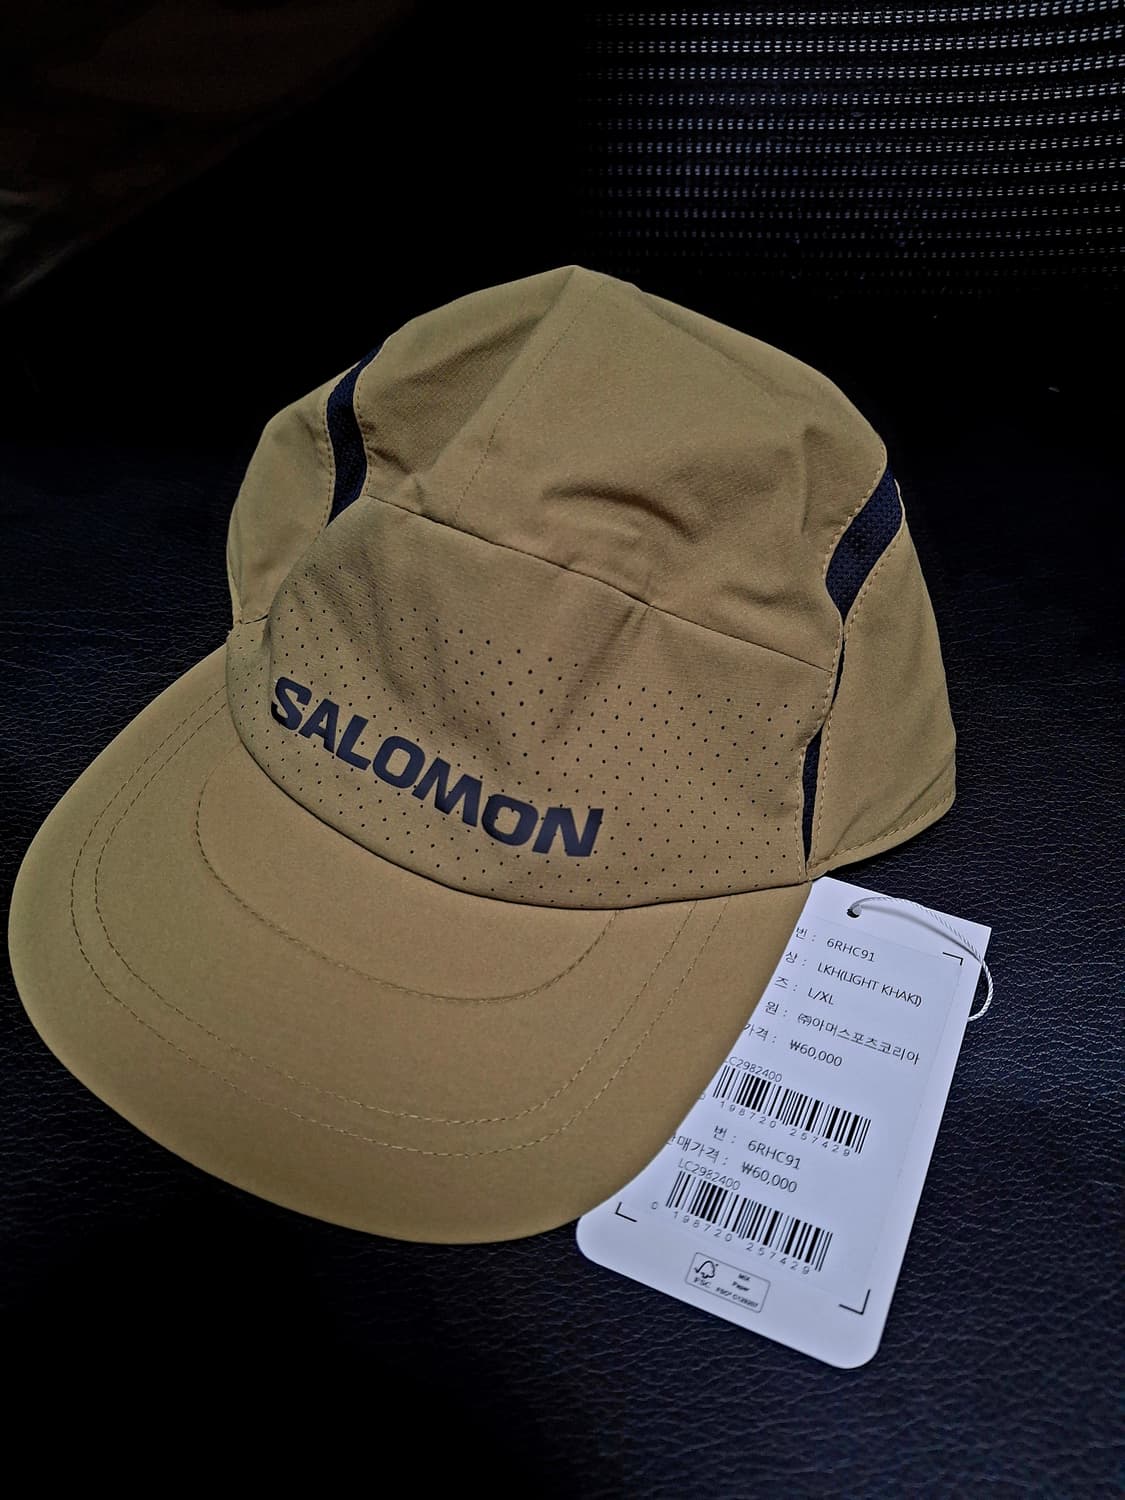 SALOMON
번 : 6RHC91
상 : LKH(LIGHT KHAKI)
즈 : L/XL
원 : ㈜아머스포츠코리아
가격 : ₩60,000
LC2982400
198720 257429
번 : 6RHC91
판매가격 : ₩60,000
LC2982400
0 198720 257429
FSC
MIX
Paper